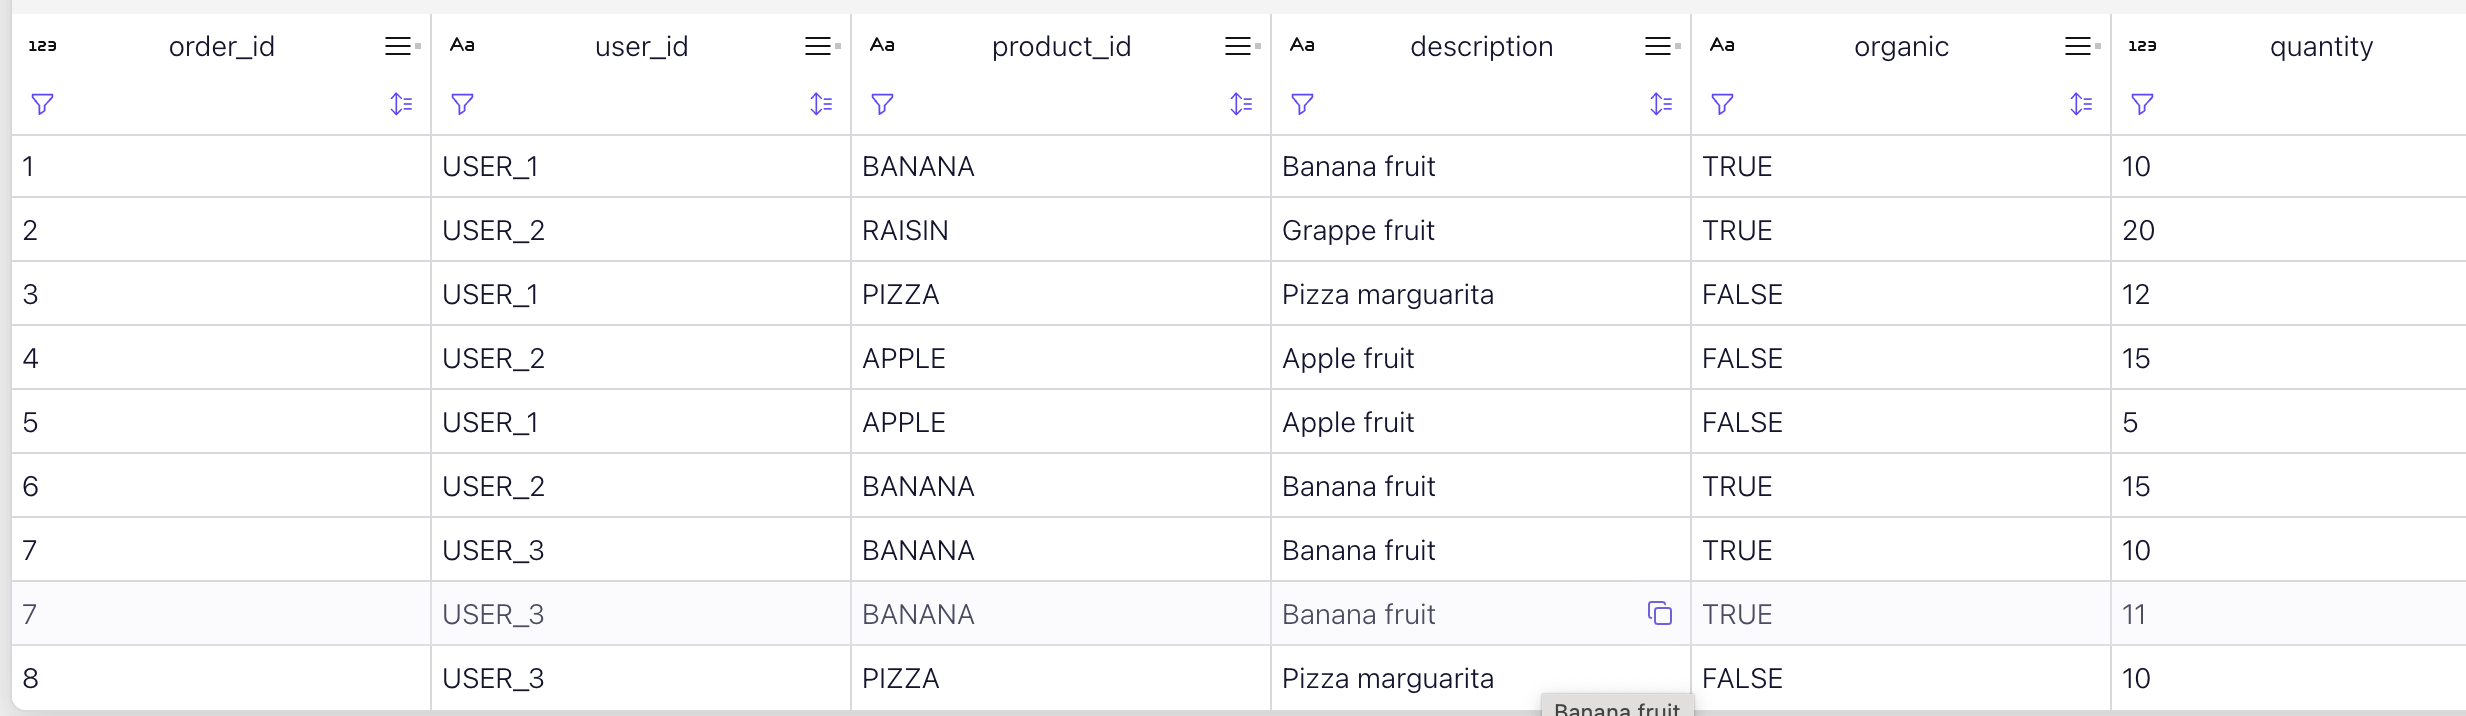 123 order_id Aa user_id Aa product_id Aa description Aa organic 123 quantity
1 USER_1 BANANA Banana fruit TRUE 10
2 USER_2 RAISIN Grappe fruit TRUE 20
3 USER_1 PIZZA Pizza marguarita FALSE 12
4 USER_2 APPLE Apple fruit FALSE 15
5 USER_1 APPLE Apple fruit FALSE 5
6 USER_2 BANANA Banana fruit TRUE 15
7 USER_3 BANANA Banana fruit TRUE 10
7 USER_3 BANANA Banana fruit TRUE 11
8 USER_3 PIZZA Pizza marguarita FALSE 10
Banana fruit